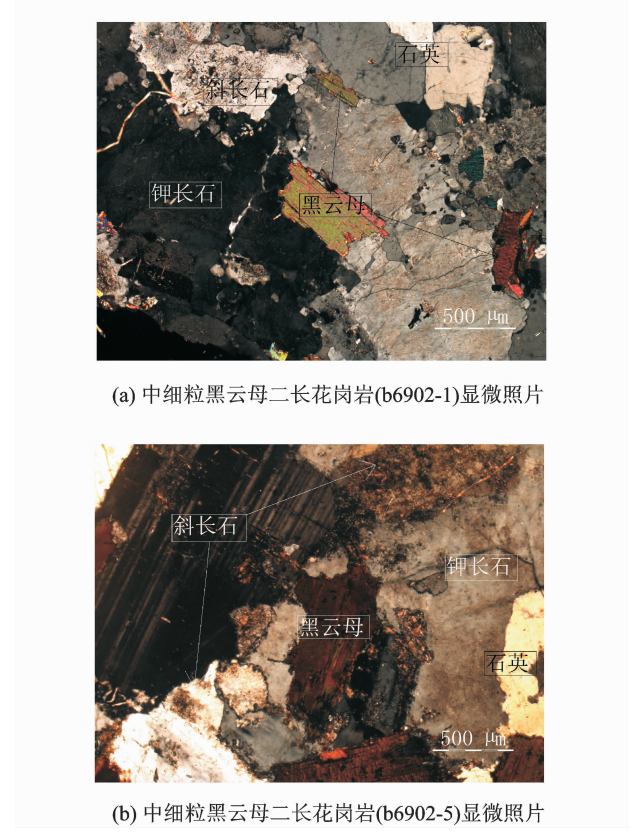 石英
斜长石
钾长石
黑云母
500 μm
(a) 中细粒黑云母二长花岗岩(b6902-1)显微照片
斜长石
钾长石
黑云母
石英
500 μm
(b) 中细粒黑云母二长花岗岩(b6902-5)显微照片